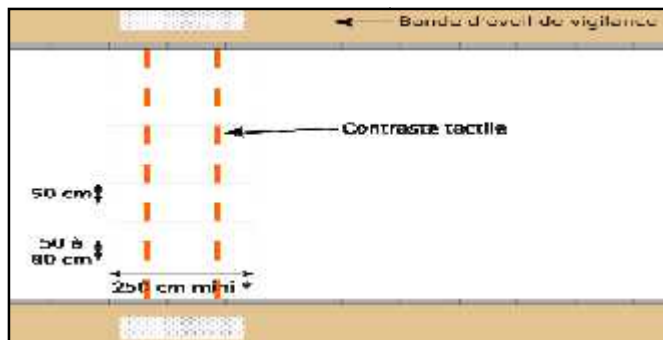 Bande d'éveil de vigilance
Contraste tactile
50 cm
50 à
80 cm
250 cm mini *